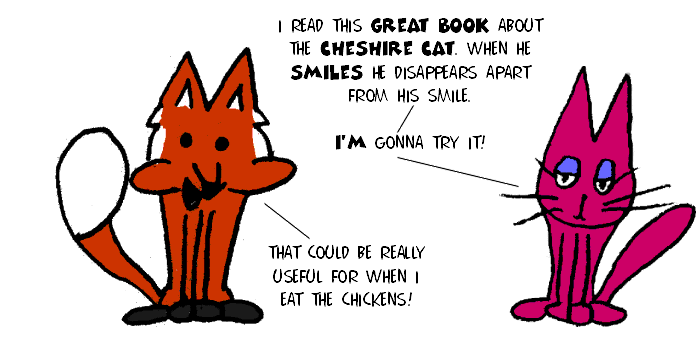 I READ THIS GREAT BOOK ABOUT
THE CHESHIRE CAT. WHEN HE
SMILES HE DISAPPEARS APART
FROM HIS SMILE.
I'M GONNA TRY IT!
THAT COULD BE REALLY
USEFUL FOR WHEN I
EAT THE CHICKENS!